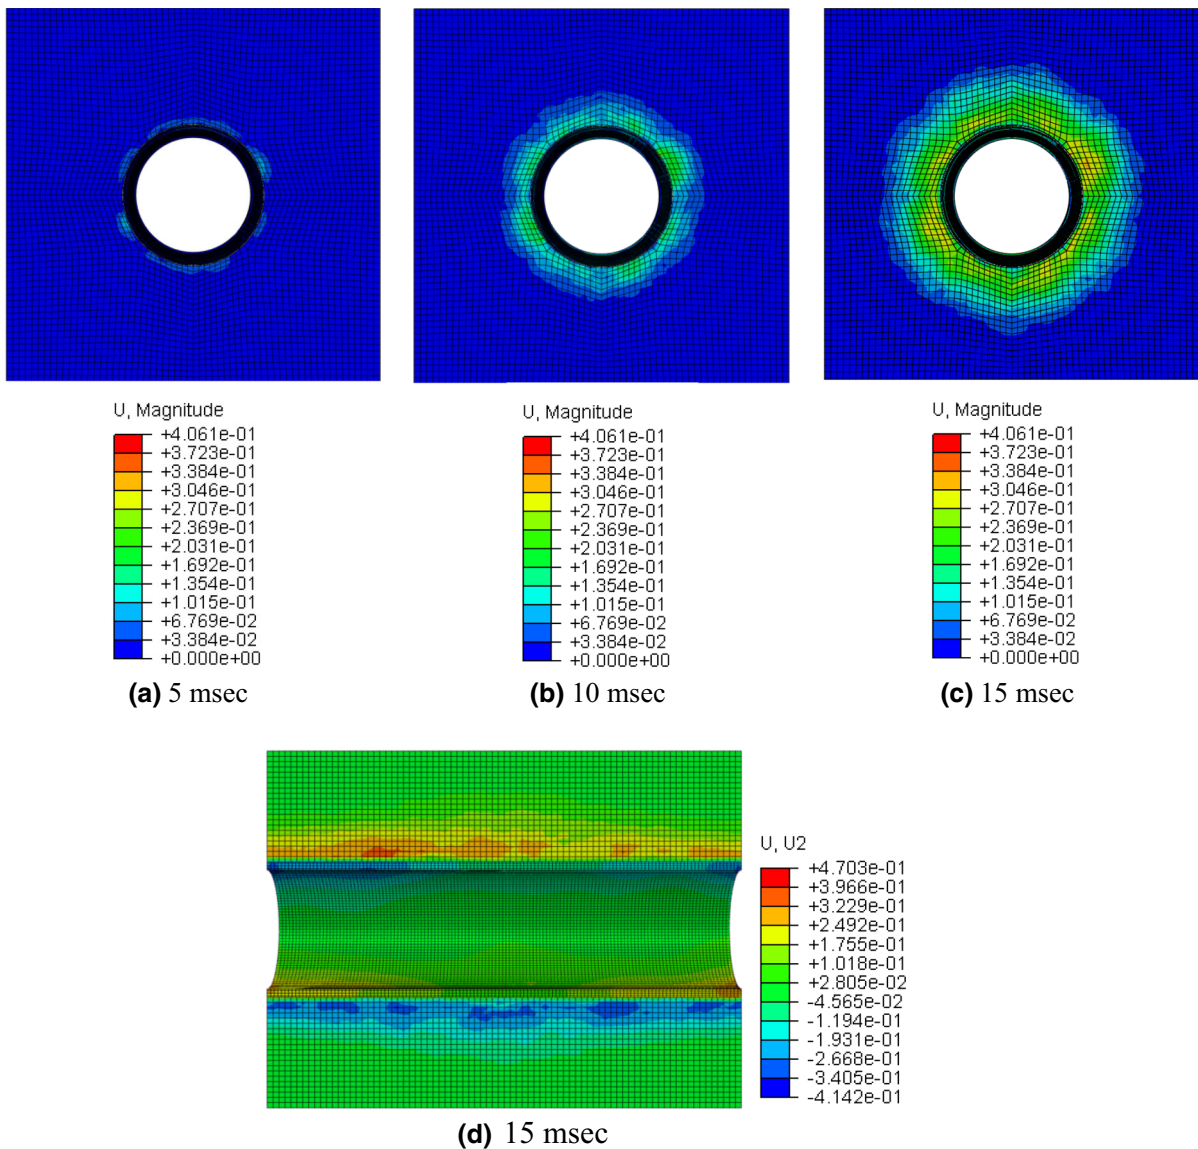 U, Magnitude
+4.061e-01
+3.723e-01
+3.384e-01
+3.046e-01
+2.707e-01
+2.369e-01
+2.031e-01
+1.692e-01
+1.354e-01
+1.015e-01
+6.769e-02
+3.384e-02
+0.000e+00
(a) 5 msec
U, Magnitude
+4.061e-01
+3.723e-01
+3.384e-01
+3.046e-01
+2.707e-01
+2.369e-01
+2.031e-01
+1.692e-01
+1.354e-01
+1.015e-01
+6.769e-02
+3.384e-02
+0.000e+00
(b) 10 msec
U, Magnitude
+4.061e-01
+3.723e-01
+3.384e-01
+3.046e-01
+2.707e-01
+2.369e-01
+2.031e-01
+1.692e-01
+1.354e-01
+1.015e-01
+6.769e-02
+3.384e-02
+0.000e+00
(c) 15 msec
U, U2
+4.703e-01
+3.966e-01
+3.229e-01
+2.492e-01
+1.755e-01
+1.018e-01
+2.805e-02
-4.565e-02
-1.194e-01
-1.931e-01
-2.668e-01
-3.405e-01
-4.142e-01
(d) 15 msec